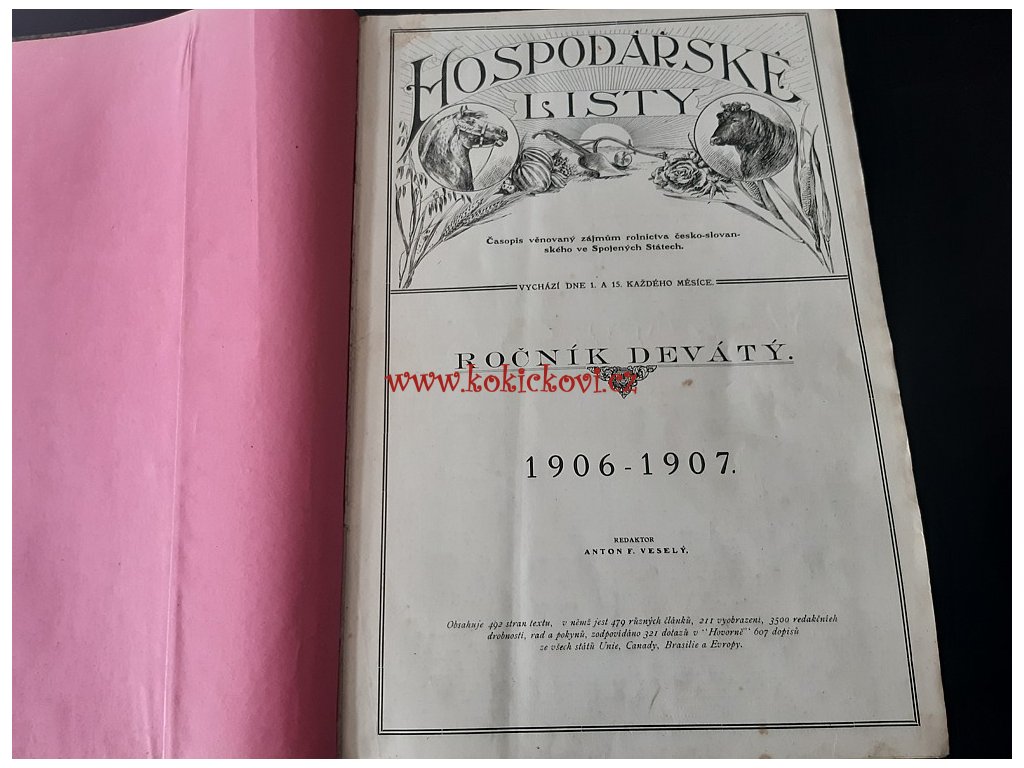 HOSPODÁŘSKÉ
LISTY
Časopis věnovaný zájmům rolnictva česko-slovan-
ského ve Spojených Státech.
VYCHÁZÍ DNE 1. A 15. KAŽDÉHO MĚSÍCE.
ROČNÍK DEVÁTÝ.
www.kokickovi.cz
1906-1907.
REDAKTOR
ANTON F. VESELÝ,
Obsahuje 492 stran textu, v němž jest 479 různých článků, 211 vyobrazení, 3500 redakčních
drobností, rad a pokynů, zodpovídáno 321 dotazů v "Hovorně" 607 dopisů
ze všech států Unie, Canady, Brasilie a Evropy.